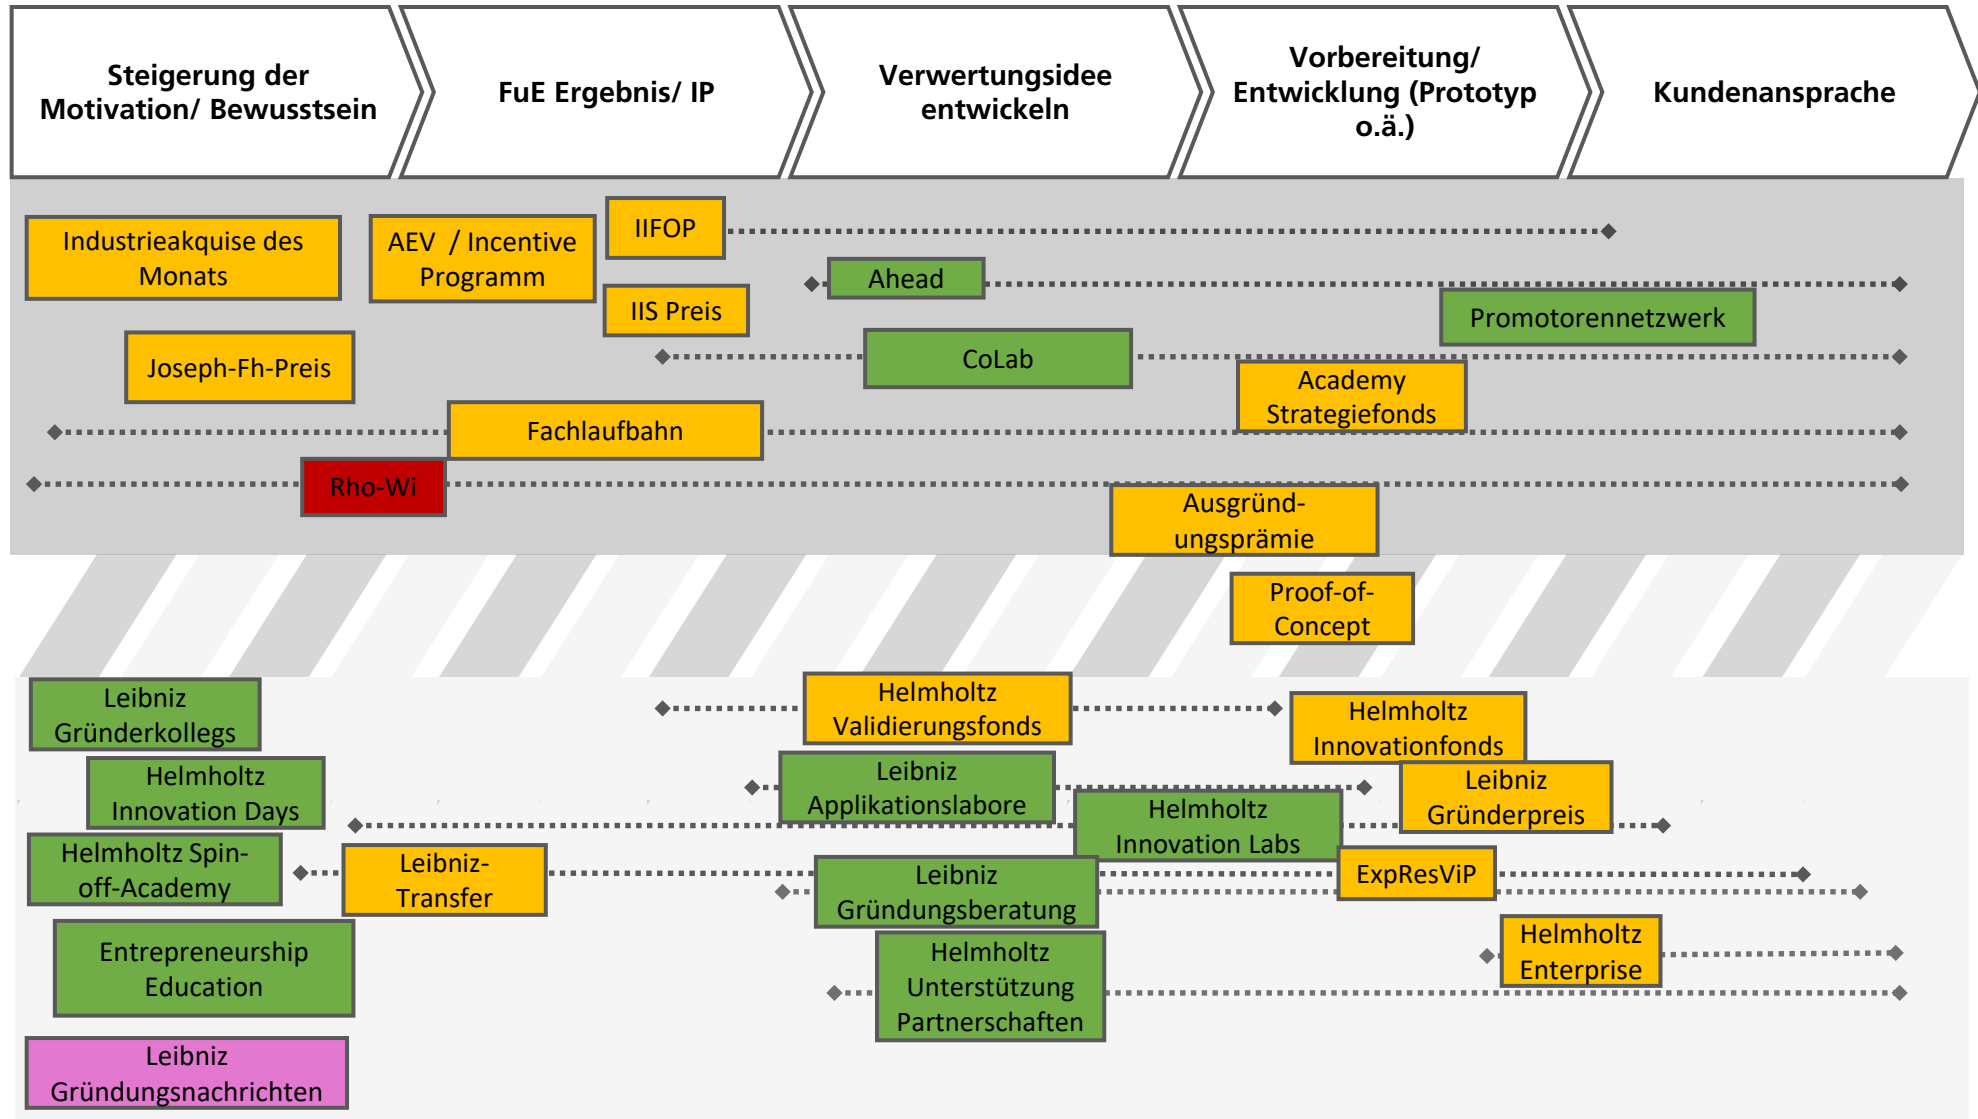 Steigerung der
Motivation/ Bewusstsein
FuE Ergebnis/ IP
Verwertungsidee
entwickeln
Vorbereitung/
Entwicklung (Prototyp
o.ä.)
Kundenansprache
Industrieakquise des
Monats
AEV / Incentive
Programm
IIFOP
IIS Preis
Ahead
Promotorennetzwerk
Joseph-Fh-Preis
CoLab
Academy
Strategiefonds
Fachlaufbahn
Rho-Wi
Ausgründ-
ungsprämie
Proof-of-
Concept
Leibniz
Gründerkollegs
Helmholtz
Validierungsfonds
Helmholtz
Innovationfonds
Helmholtz
Innovation Days
Leibniz
Applikationslabore
Leibniz
Gründerpreis
Helmholtz
Innovation Labs
Helmholtz Spin-
off-Academy
Leibniz-
Transfer
Leibniz
Gründungsberatung
ExpResViP
Entrepreneurship
Education
Helmholtz
Unterstützung
Partnerschaften
Helmholtz
Enterprise
Leibniz
Gründungsnachrichten